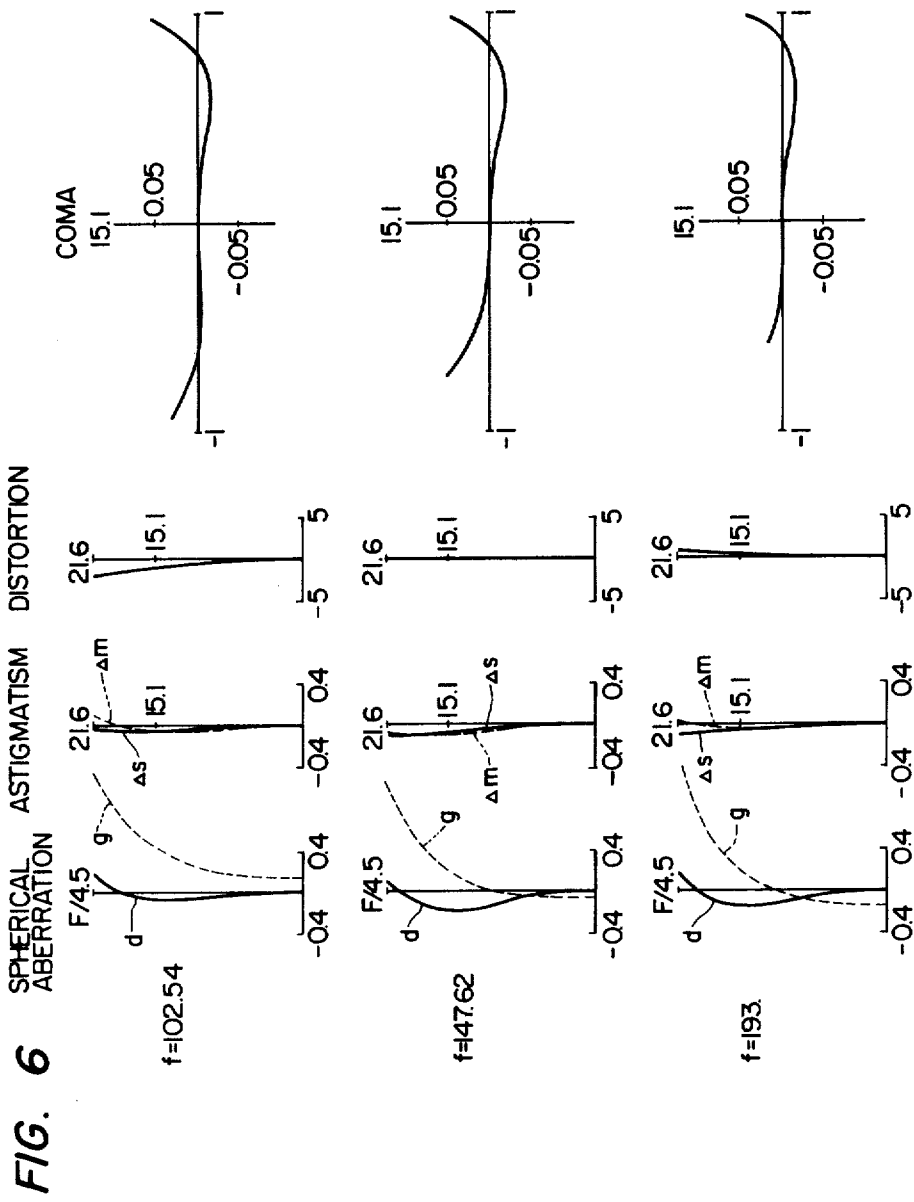 FIG. 6
SPHERICAL ABERRATION
ASTIGMATISM
DISTORTION
COMA
f=102.54
F/4.5
d
g
-0.4
0.4
21.6
15.1
Δs
Δm
-0.4
0.4
21.6
15.1
-5
5
15.1
0.05
-0.05
-1
1
f=147.62
F/4.5
d
g
-0.4
0.4
21.6
15.1
Δm
Δs
-0.4
0.4
21.6
15.1
-5
5
15.1
0.05
-0.05
-1
1
f=193.
F/4.5
d
g
-0.4
0.4
21.6
15.1
Δs
Δm
-0.4
0.4
21.6
15.1
-5
5
15.1
0.05
-0.05
-1
1